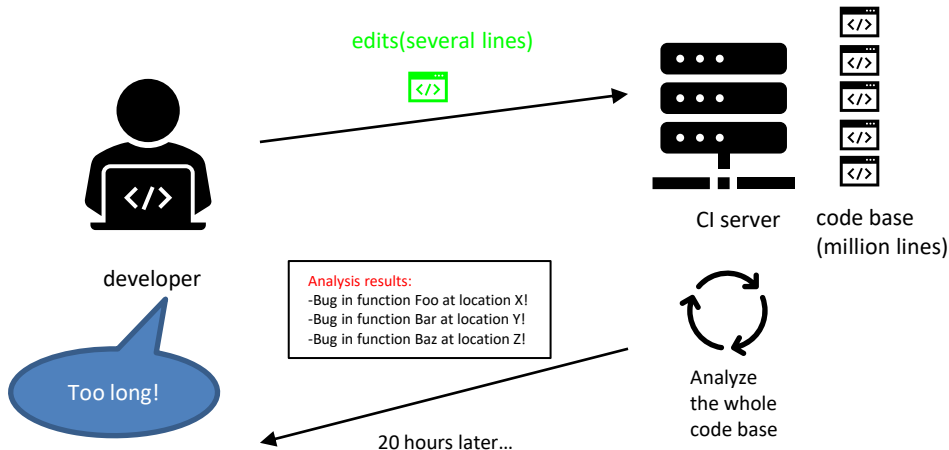 edits(several lines)
</>
</>
</>
</>
</>
</>
</>
CI server
code base
(million lines)
developer
Analysis results:
-Bug in function Foo at location X!
-Bug in function Bar at location Y!
-Bug in function Baz at location Z!
Too long!
Analyze
the whole
code base
20 hours later…